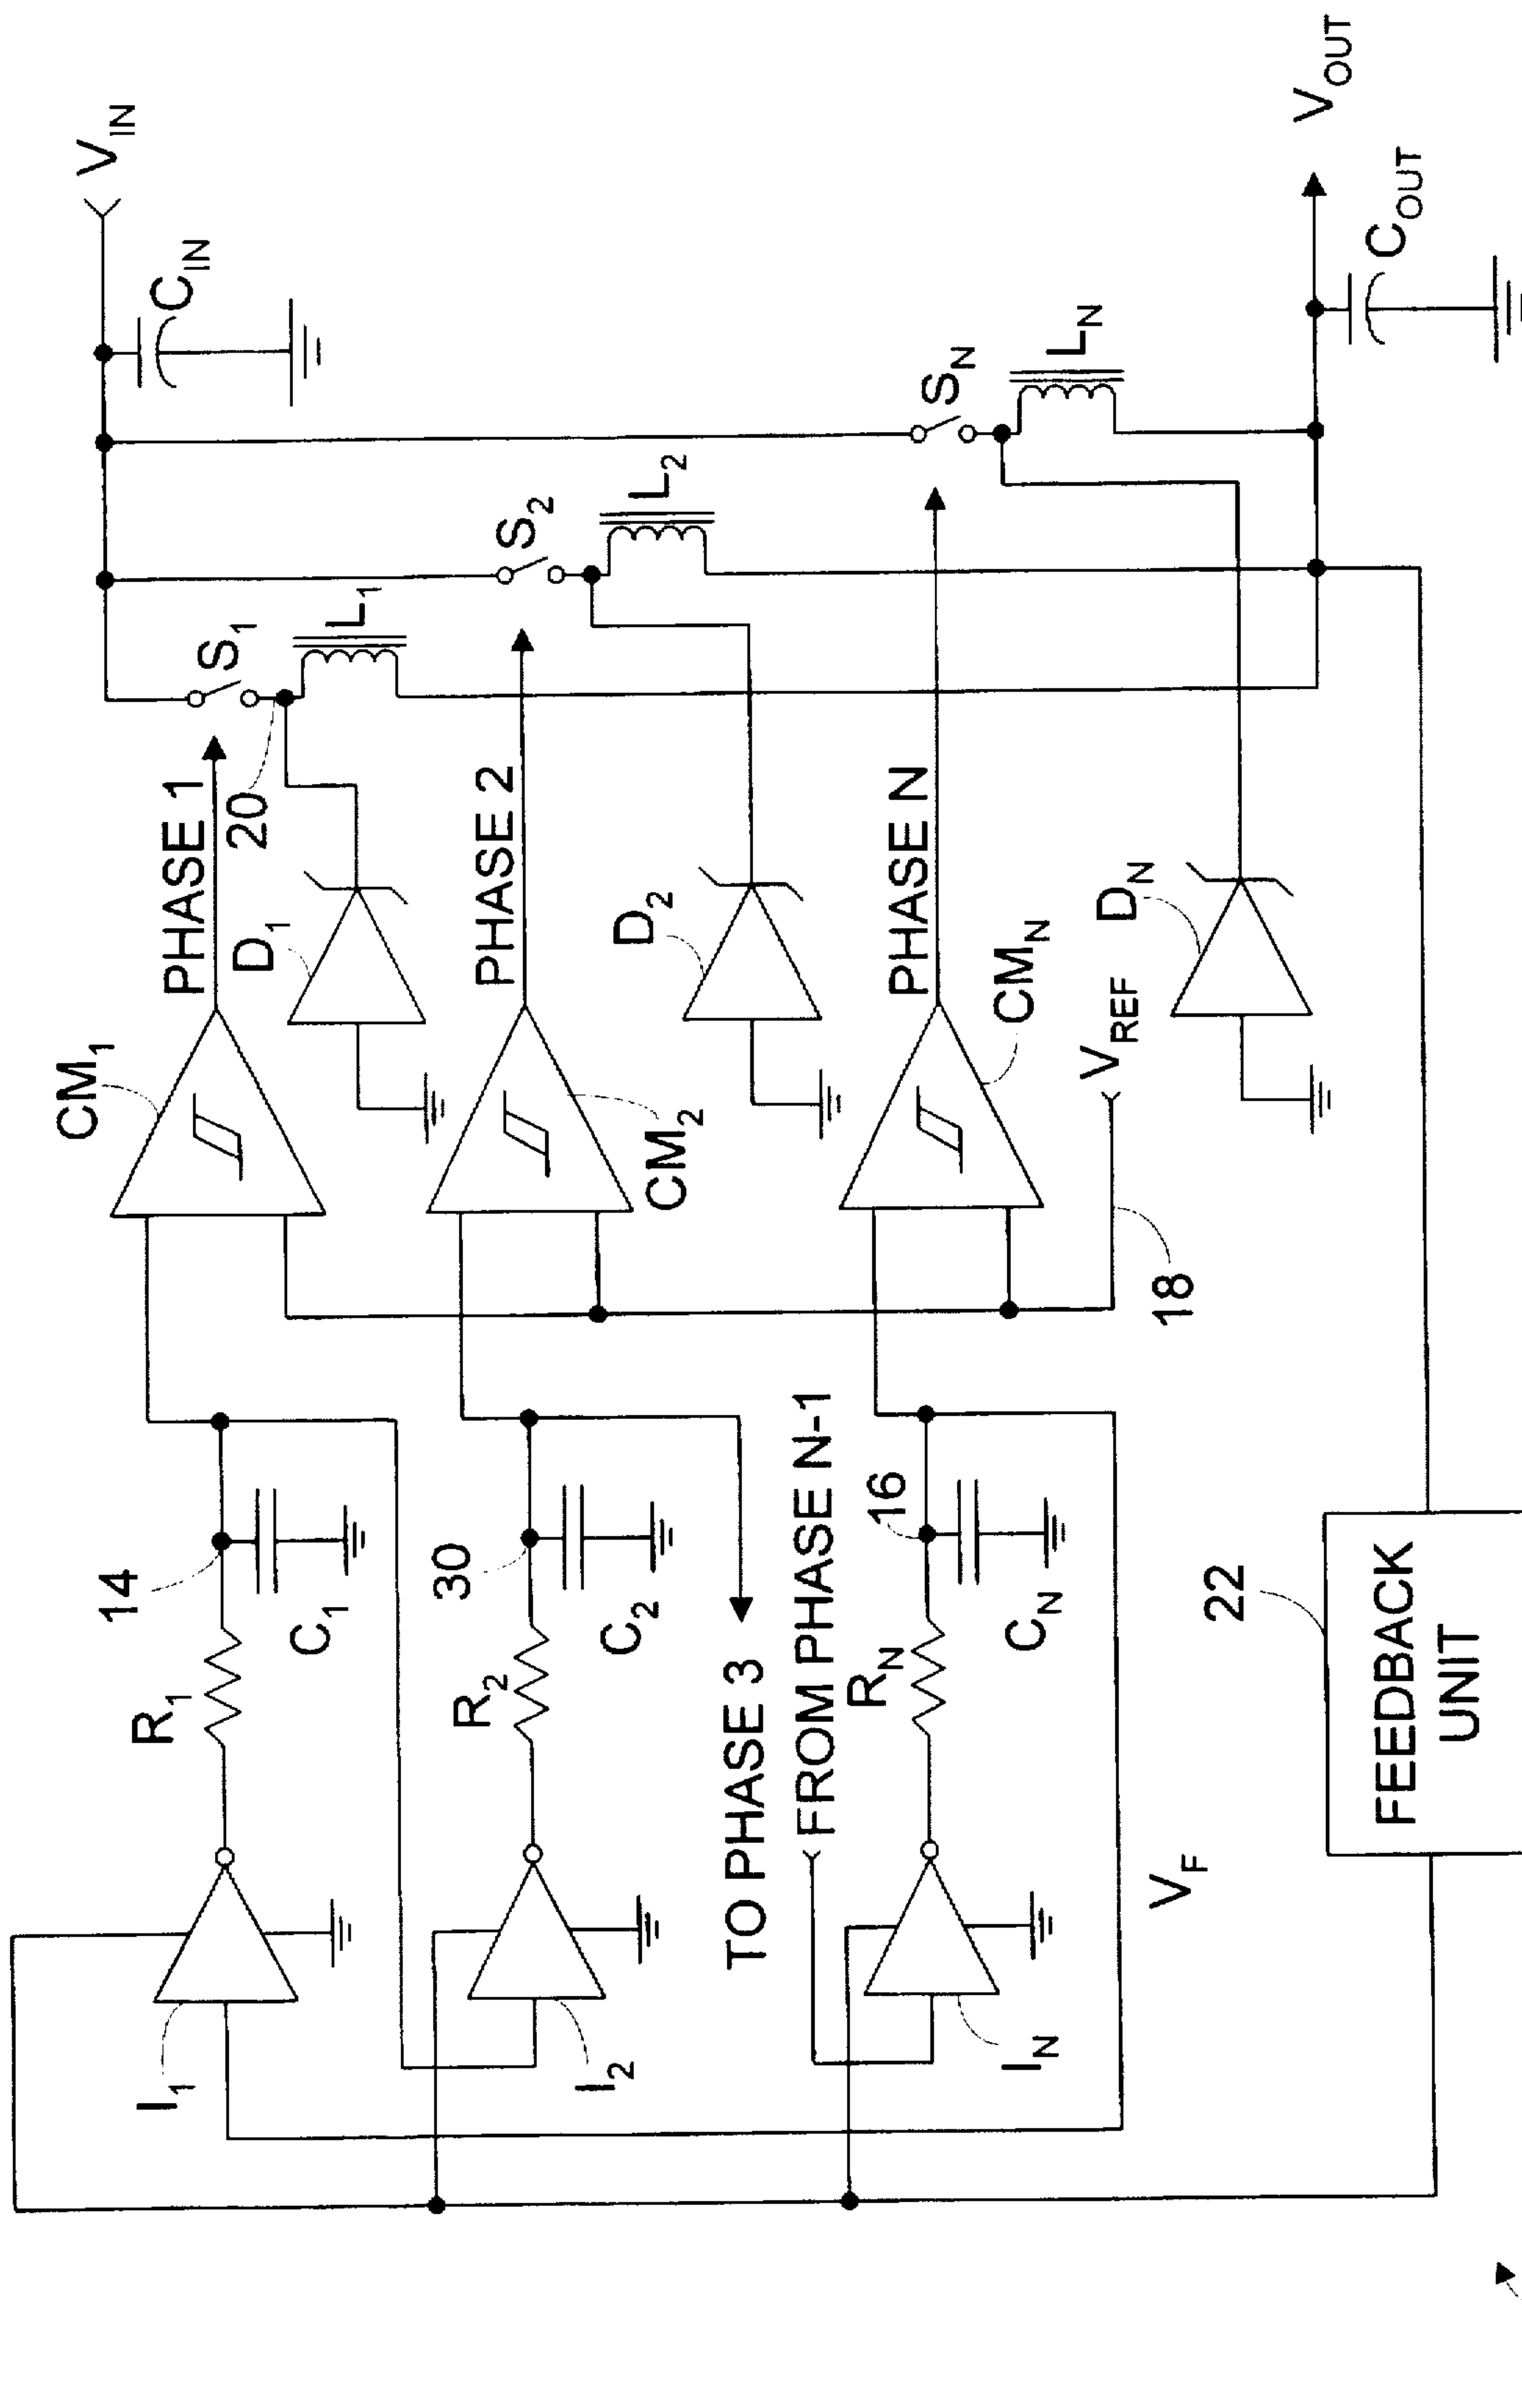 V_IN
C_IN
S_1
L_1
S_2
L_2
S_N
L_N
V_OUT
C_OUT
CM_1
PHASE 1
20
D_1
PHASE 2
CM_2
D_2
PHASE N
CM_N
V_REF
D_N
18
14
R_1
C_1
I_1
30
R_2
C_2
I_2
TO PHASE 3
FROM PHASE N-1
16
R_N
C_N
I_N
V_F
22
FEEDBACK
UNIT